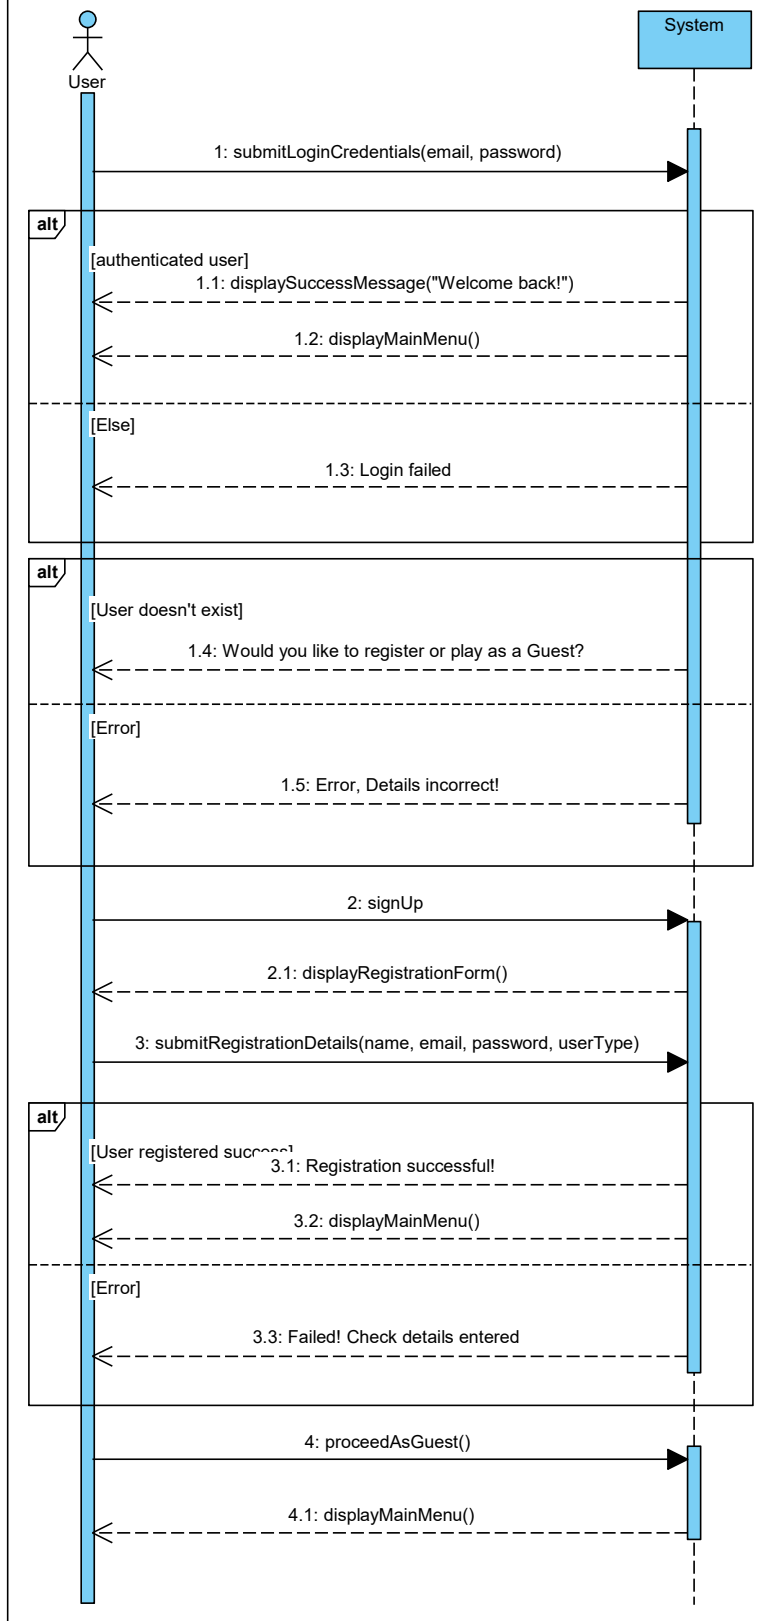 System
User
1: submitLoginCredentials(email, password)
alt
[authenticated user]
1.1: displaySuccessMessage("Welcome back!")
1.2: displayMainMenu()
[Else]
1.3: Login failed
alt
[User doesn't exist]
1.4: Would you like to register or play as a Guest?
[Error]
1.5: Error, Details incorrect!
2: signUp
2.1: displayRegistrationForm()
3: submitRegistrationDetails(name, email, password, userType)
alt
[User registered success]
3.1: Registration successful!
3.2: displayMainMenu()
[Error]
3.3: Failed! Check details entered
4: proceedAsGuest()
4.1: displayMainMenu()